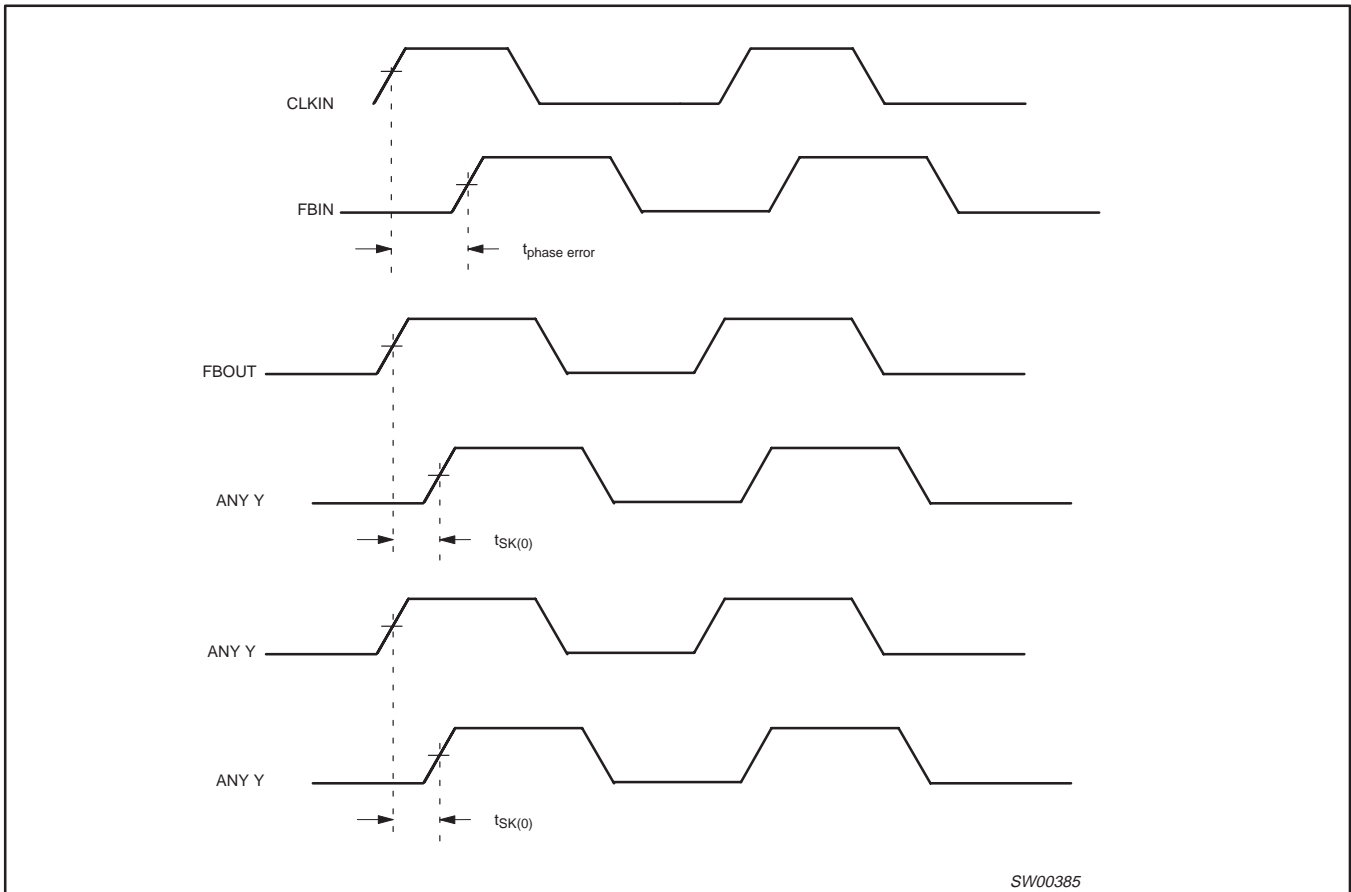 CLKIN
FBIN
tphase error
FBOUT
ANY Y
tSK(0)
ANY Y
ANY Y
tSK(0)
SW00385